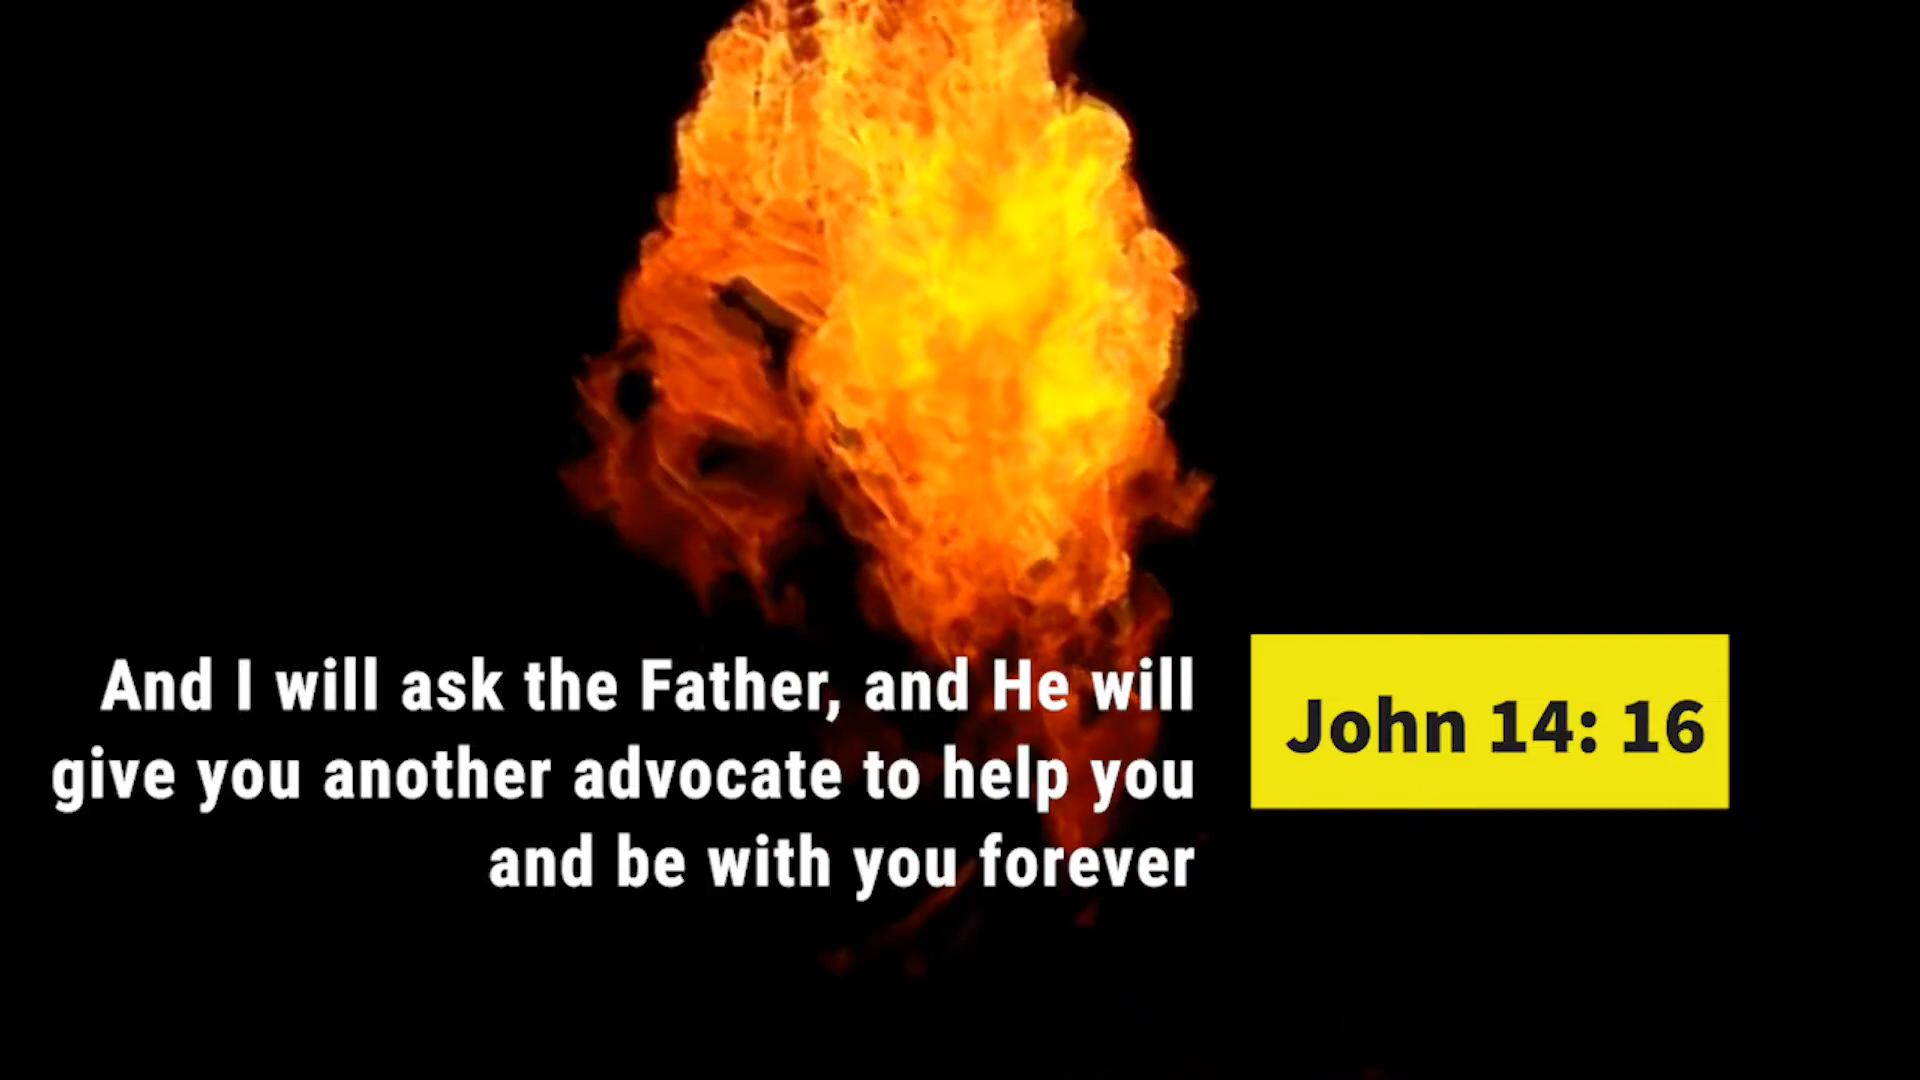 And I will ask the Father, and He will
give you another advocate to help you
and be with you forever
John 14: 16